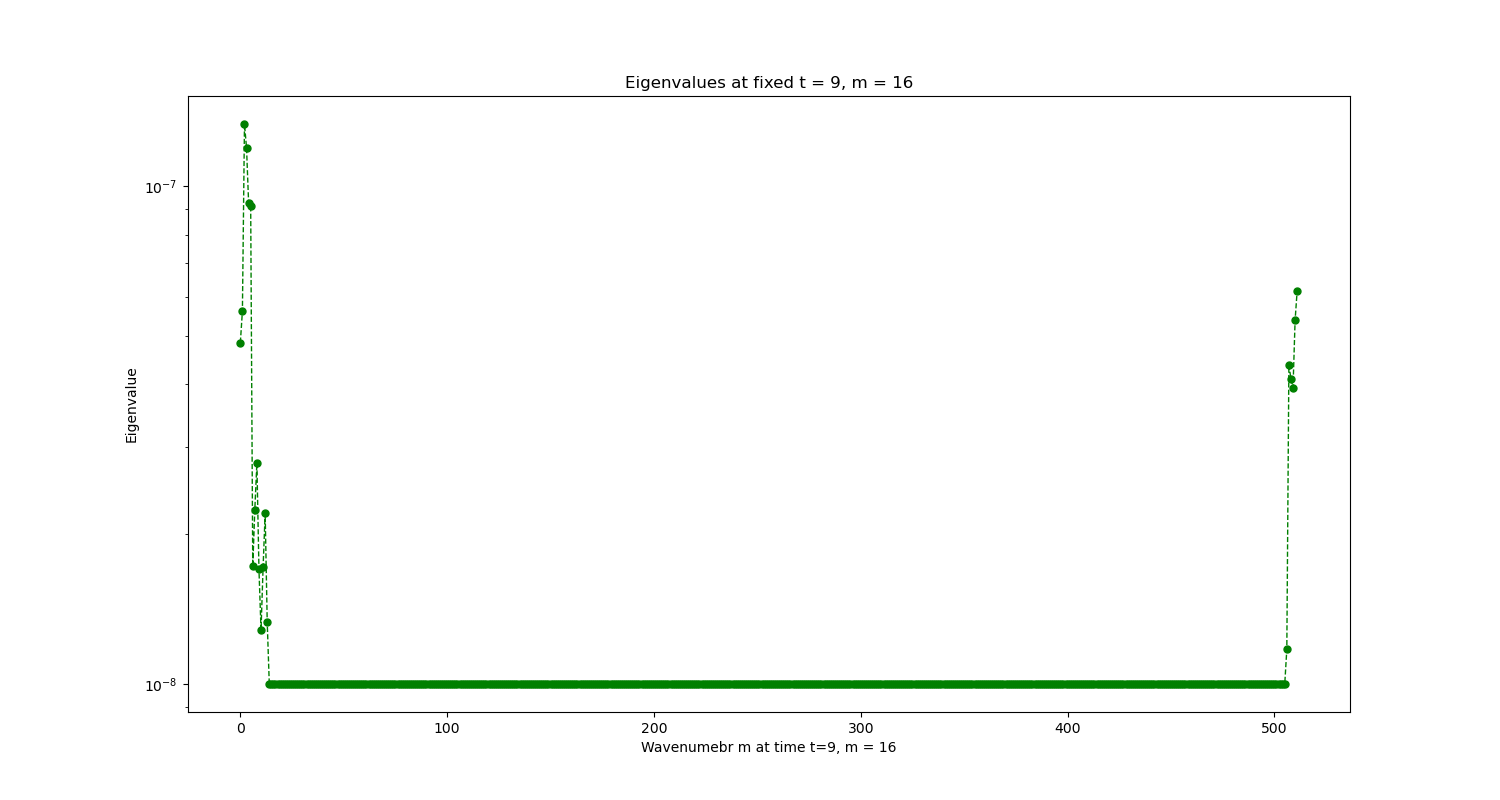 Eigenvalues at fixed t = 9, m = 16
10⁻⁷
10⁻⁸
Eigenvalue
0 100 200 300 400 500
Wavenumebr m at time t=9, m = 16